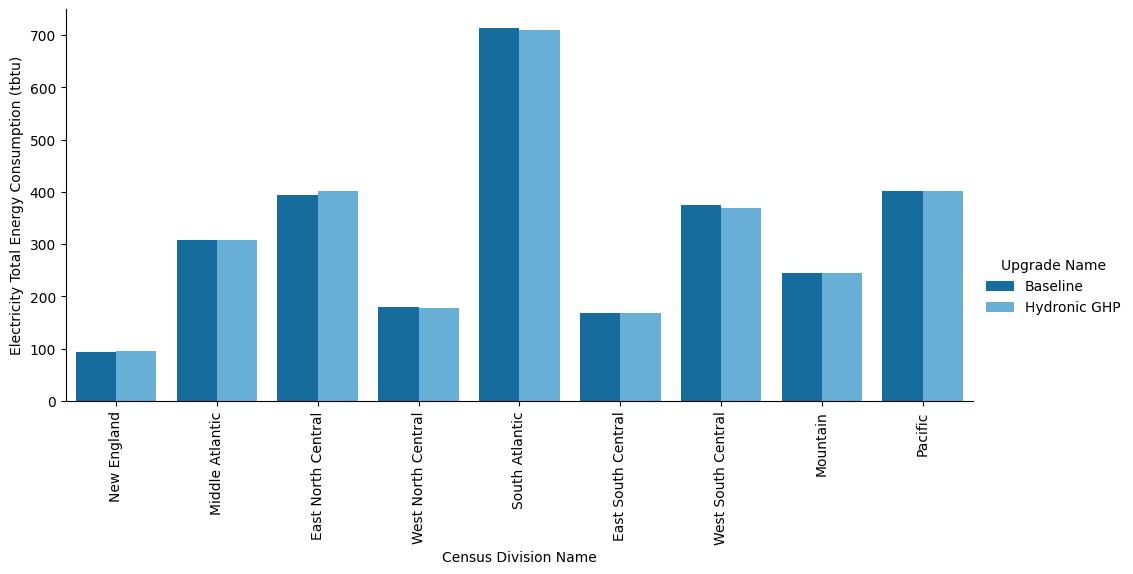 Electricity Total Energy Consumption (tbtu)
700
600
500
400
300
200
100
0
New England
Middle Atlantic
East North Central
West North Central
South Atlantic
East South Central
West South Central
Mountain
Pacific
Census Division Name
Upgrade Name
Baseline
Hydronic GHP